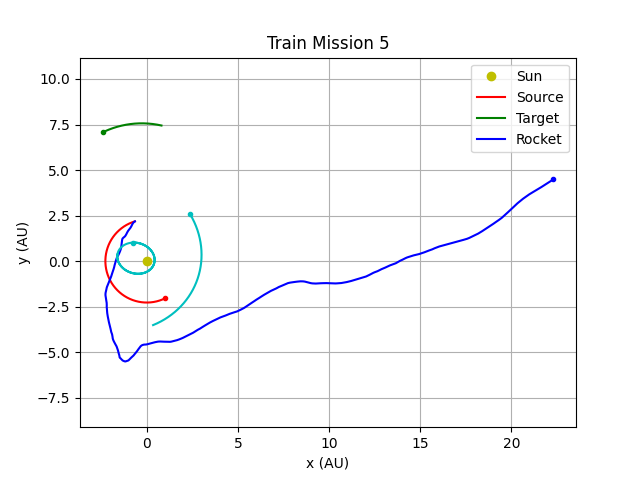 Train Mission 5
10.0
7.5
5.0
2.5
0.0
−2.5
−5.0
−7.5
y (AU)
0
5
10
15
20
x (AU)
Sun
Source
Target
Rocket